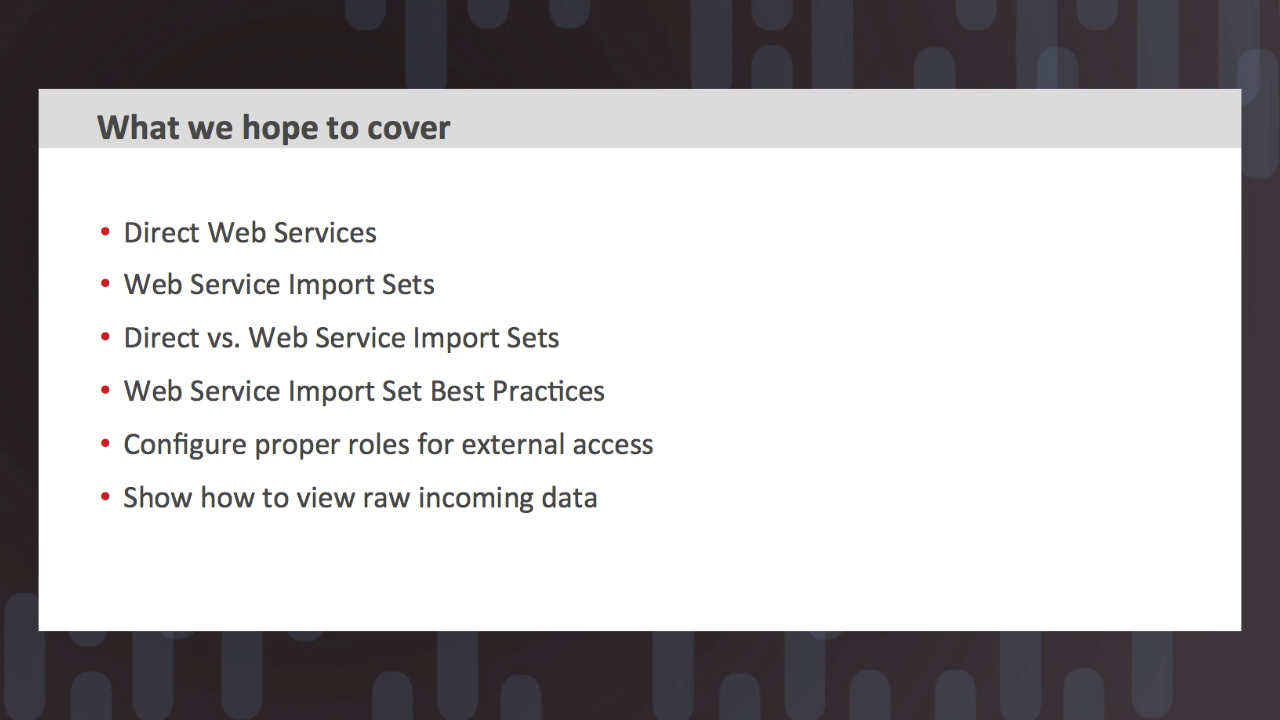 What we hope to cover
• Direct Web Services
• Web Service Import Sets
• Direct vs. Web Service Import Sets
• Web Service Import Set Best Practices
• Configure proper roles for external access
• Show how to view raw incoming data